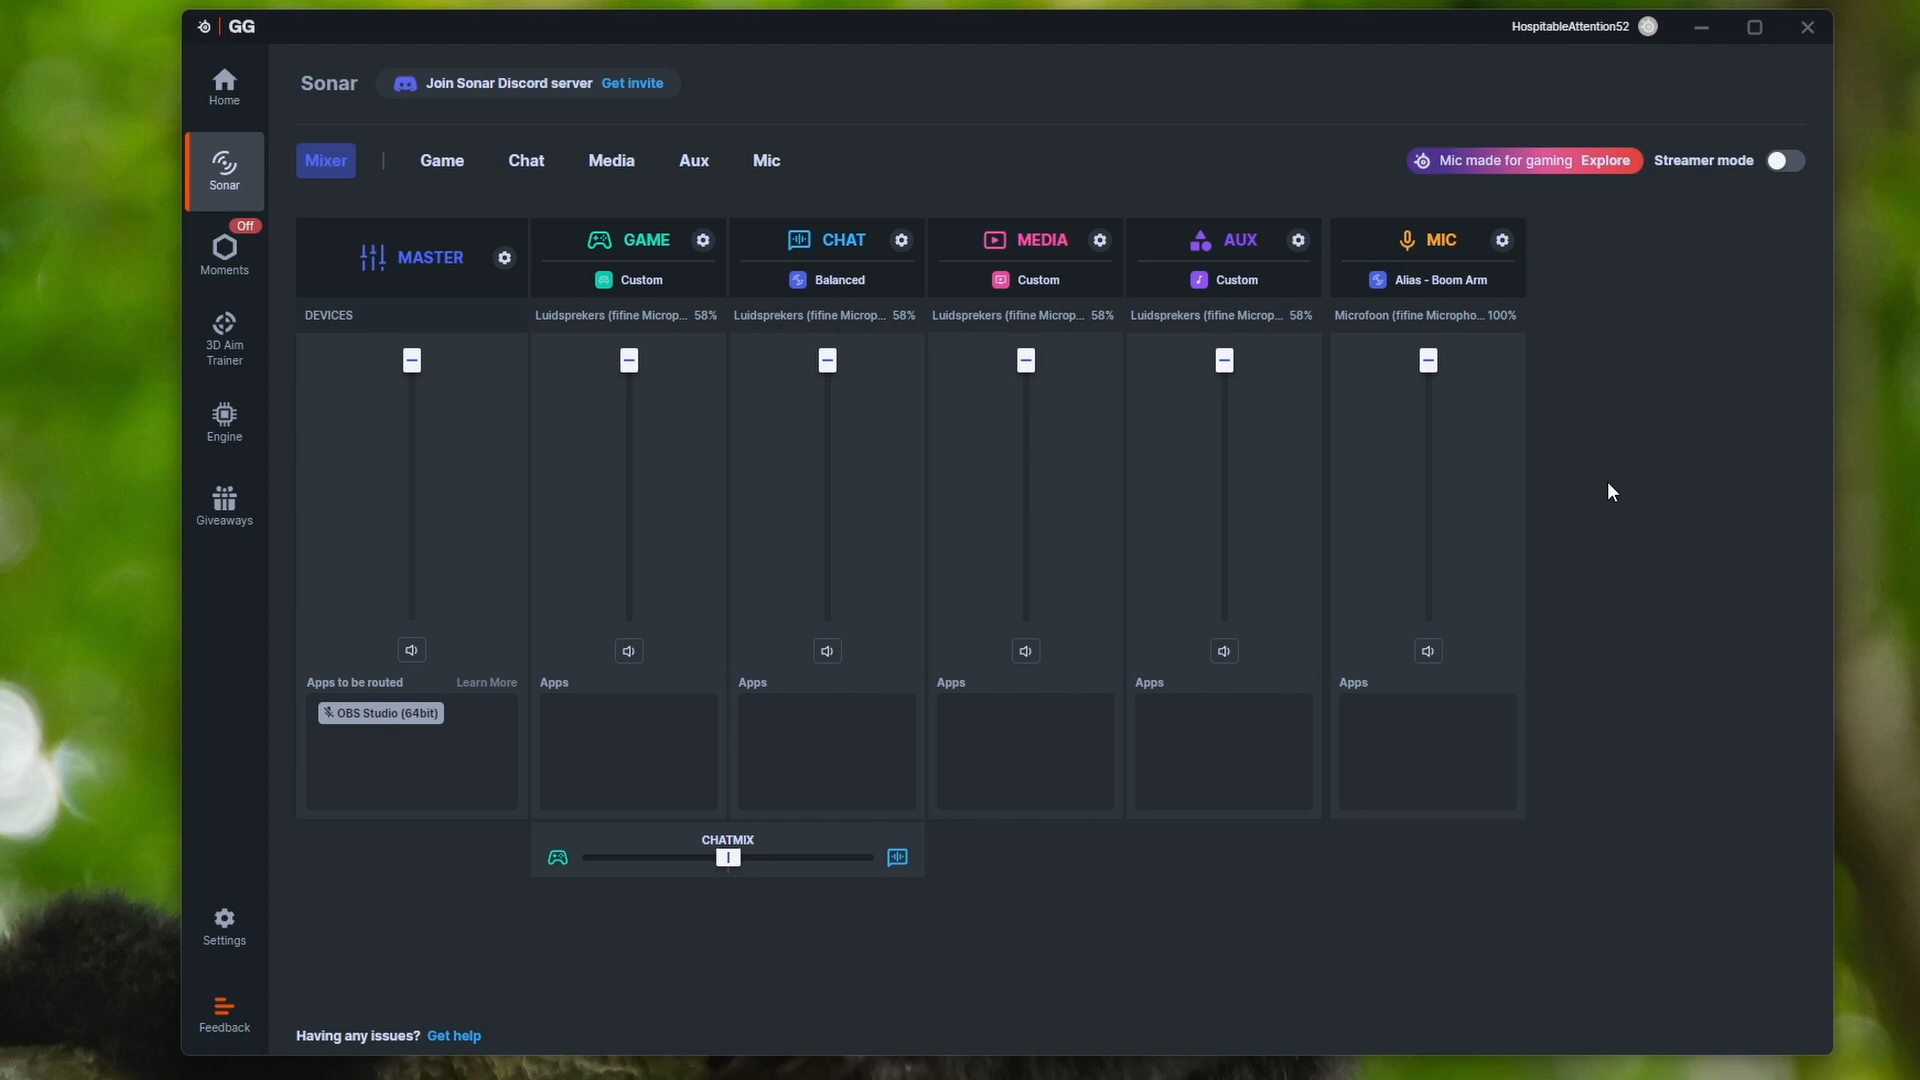 GG
HospitableAttention52
Home
Sonar
Off
Moments
3D Aim
Trainer
Engine
Giveaways
Settings
Feedback
Sonar
Join Sonar Discord server Get invite
Mixer | Game Chat Media Aux Mic
Mic made for gaming Explore
Streamer mode
MASTER
GAME
Custom
CHAT
Balanced
MEDIA
Custom
AUX
Custom
MIC
Alias - Boom Arm
DEVICES
Luidsprekers (fifine Microp... 58%
Luidsprekers (fifine Microp... 58%
Luidsprekers (fifine Microp... 58%
Luidsprekers (fifine Microp... 58%
Microfoon (fifine Micropho... 100%
Apps to be routed Learn More
OBS Studio (64bit)
Apps
Apps
Apps
Apps
Apps
CHATMIX
Having any issues? Get help